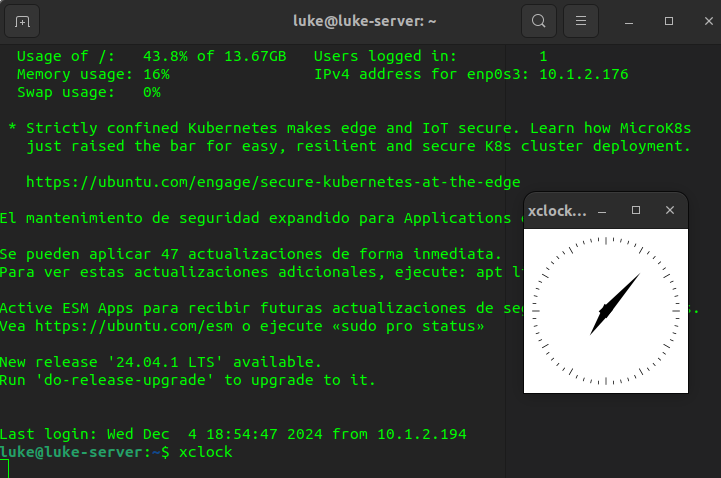 luke@luke-server: ~
Usage of /: 43.8% of 13.67GB Users logged in: 1
Memory usage: 16% IPv4 address for enp0s3: 10.1.2.176
Swap usage: 0%
* Strictly confined Kubernetes makes edge and IoT secure. Learn how MicroK8s
just raised the bar for easy, resilient and secure K8s cluster deployment.
https://ubuntu.com/engage/secure-kubernetes-at-the-edge
xclock...
El mantenimiento de seguridad expandido para Applications
Se pueden aplicar 47 actualizaciones de forma inmediata.
Para ver estas actualizaciones adicionales, ejecute: apt
Active ESM Apps para recibir futuras actualizaciones de
Vea https://ubuntu.com/esm o ejecute «sudo pro status»
New release '24.04.1 LTS' available.
Run 'do-release-upgrade' to upgrade to it.
Last login: Wed Dec 4 18:54:47 2024 from 10.1.2.194
luke@luke-server:~$ xclock